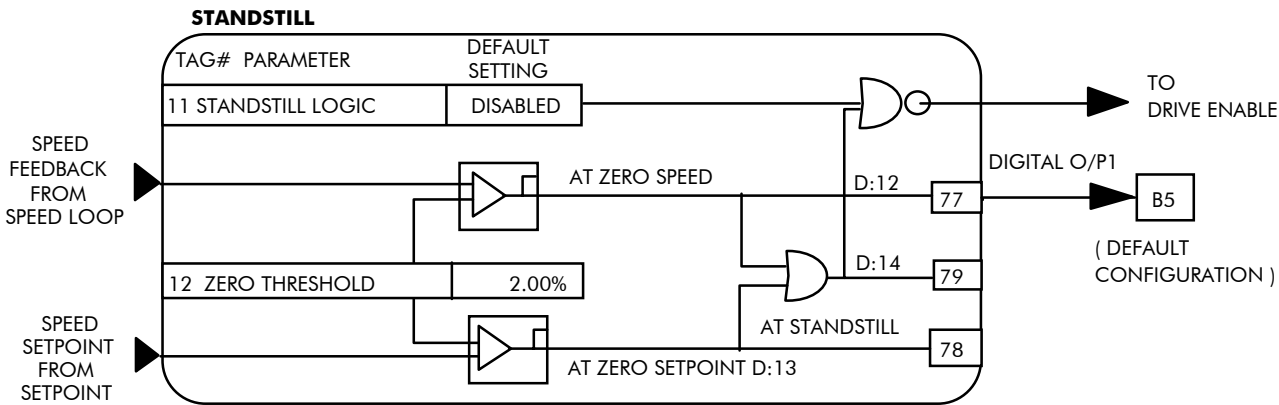 STANDSTILL
TAG# PARAMETER
DEFAULT
SETTING
11 STANDSTILL LOGIC
DISABLED
TO
DRIVE ENABLE
SPEED
FEEDBACK
FROM
SPEED LOOP
AT ZERO SPEED
D:12
77
DIGITAL O/P1
B5
( DEFAULT
CONFIGURATION )
12 ZERO THRESHOLD
2.00%
D:14
79
SPEED
SETPOINT
FROM
SETPOINT
AT STANDSTILL
78
AT ZERO SETPOINT D:13